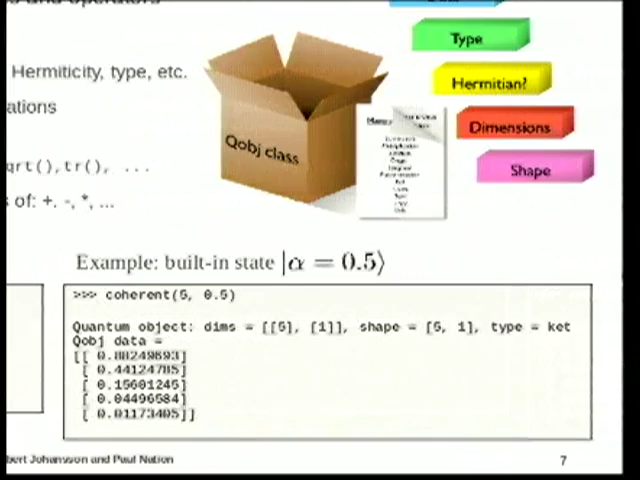 s and operators
Type
Hermiticity, type, etc.
Hermitian?
ations
Dimensions
Qobj class
qrt(),tr(), ...
Shape
s of: +. -, *, ...
Example: built-in state |α = 0.5⟩
>>> coherent(5, 0.5)
Quantum object: dims = [[5], [1]], shape = [5, 1], type = ket
Qobj data =
[[ 0.88249693]
[ 0.44124785]
[ 0.15601245]
[ 0.04496584]
[ 0.01173405]]
bert Johansson and Paul Nation
7